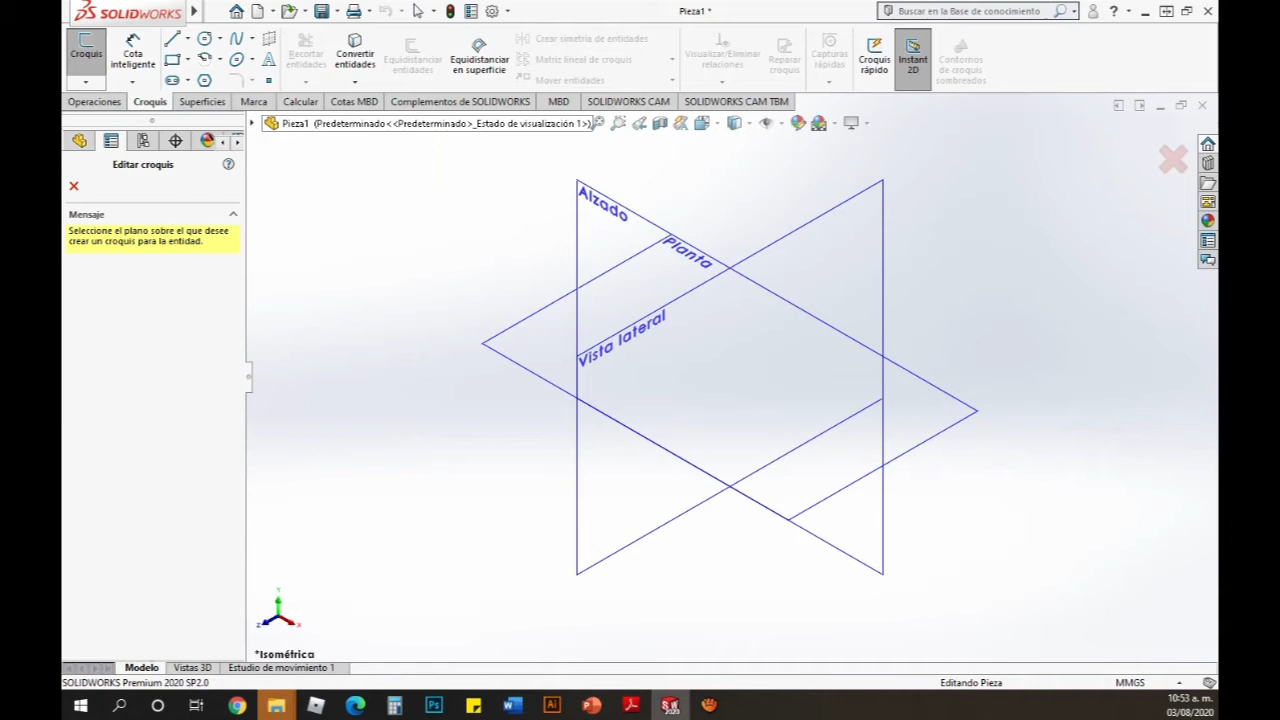 SOLIDWORKS
Pieza1 *
Buscar en la Base de conocimiento
Croquis
Cota inteligente
Recortar entidades
Convertir entidades
Equidistanciar entidades
Equidistanciar en superficie
Crear simetría de entidades
Matriz lineal de croquis
Mover entidades
Visualizar/Eliminar relaciones
Reparar croquis
Capturas rápidas
Croquis rápido
Instant 2D
Contornos de croquis sombreados
Operaciones
Croquis
Superficies
Marca
Calcular
Cotas MBD
Complementos de SOLIDWORKS
MBD
SOLIDWORKS CAM
SOLIDWORKS CAM TBM
Pieza1 (Predeterminado<<Predeterminado>_Estado de visualización 1>)
Editar croquis
Mensaje
Seleccione el plano sobre el que desee
crear un croquis para la entidad.
Alzado
Planta
Vista lateral
Y
Z
X
*Isométrica
Modelo
Vistas 3D
Estudio de movimiento 1
SOLIDWORKS Premium 2020 SP2.0
Editando Pieza
MMGS
10:53 a. m.
03/08/2020